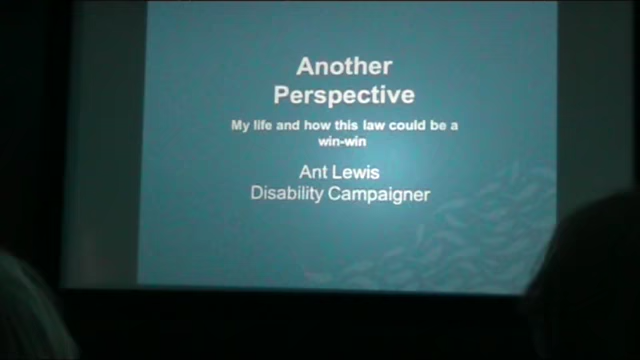 Another
Perspective
My life and how this law could be a
win-win
Ant Lewis
Disability Campaigner